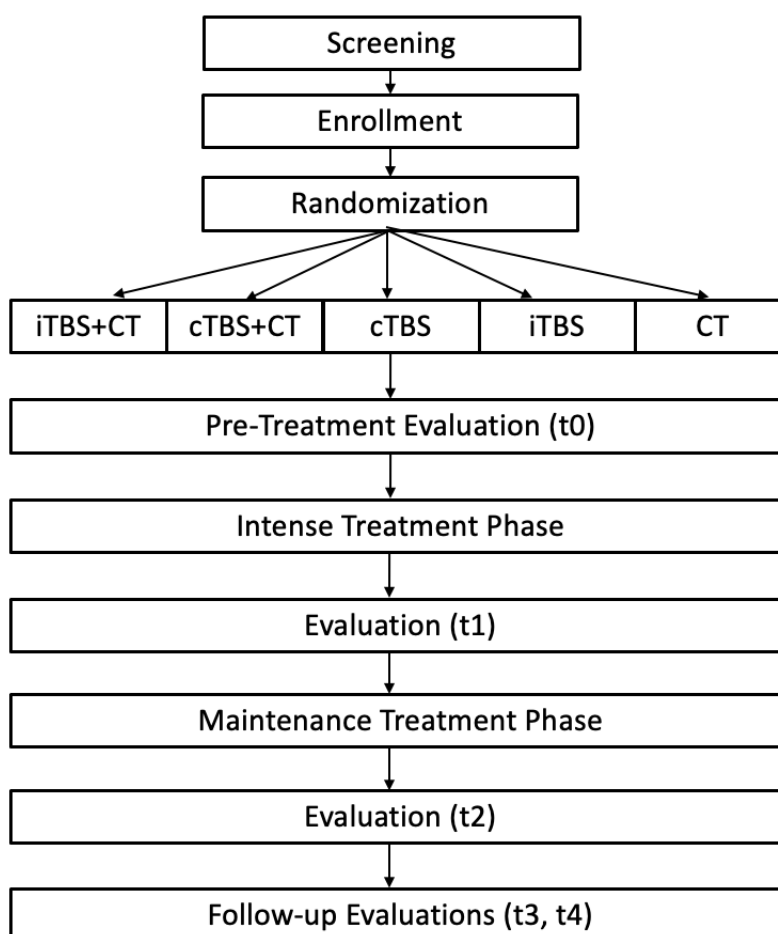 Screening
Enrollment
Randomization
iTBS+CT cTBS+CT cTBS iTBS CT
Pre-Treatment Evaluation (t0)
Intense Treatment Phase
Evaluation (t1)
Maintenance Treatment Phase
Evaluation (t2)
Follow-up Evaluations (t3, t4)